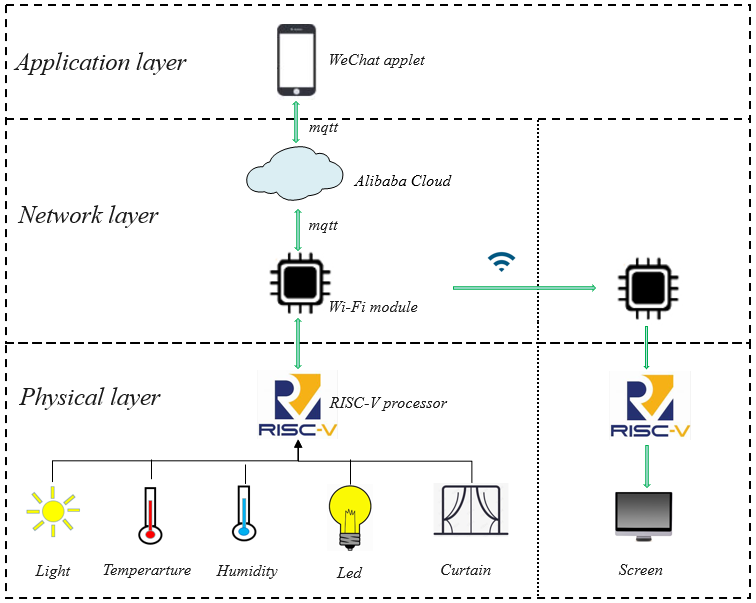 Application layer
WeChat applet
mqtt
Alibaba Cloud
Network layer
mqtt
Wi-Fi module
Physical layer
RISC-V processor
RISC-V
RISC-V
Light
Temperarture
Humidity
Led
Curtain
Screen